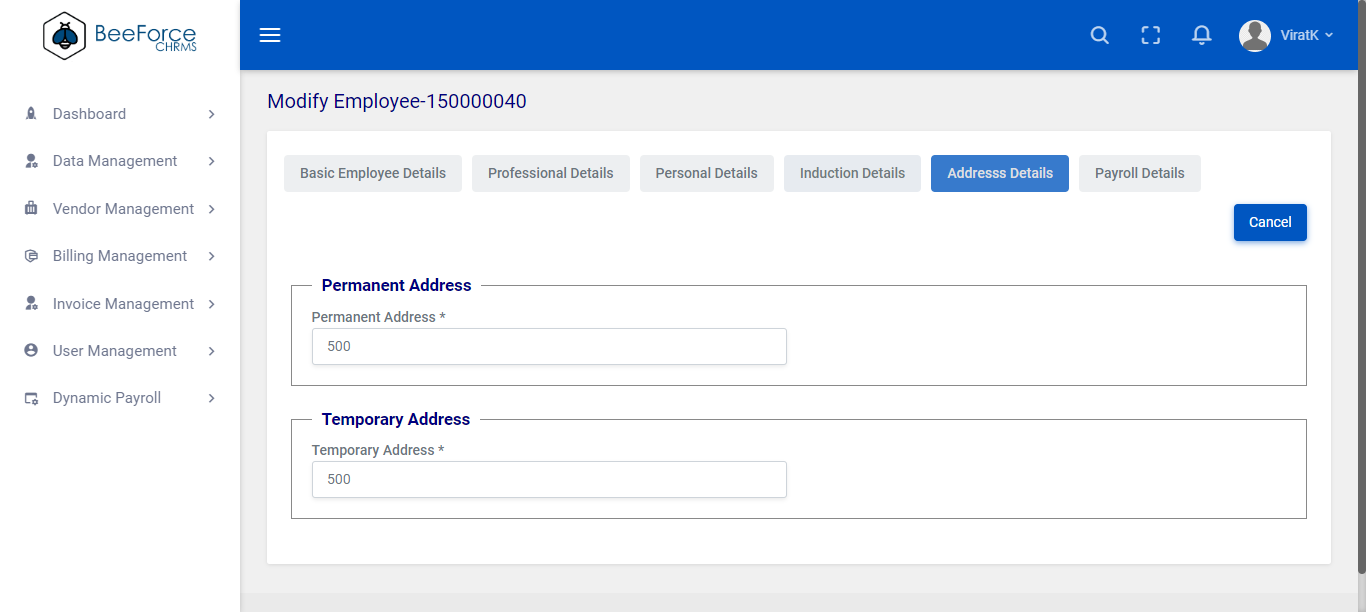 BeeForce
CHRMS
ViratK
Dashboard
Data Management
Vendor Management
Billing Management
Invoice Management
User Management
Dynamic Payroll
Modify Employee-150000040
Basic Employee Details
Professional Details
Personal Details
Induction Details
Addresss Details
Payroll Details
Cancel
Permanent Address
Permanent Address *
500
Temporary Address
Temporary Address *
500